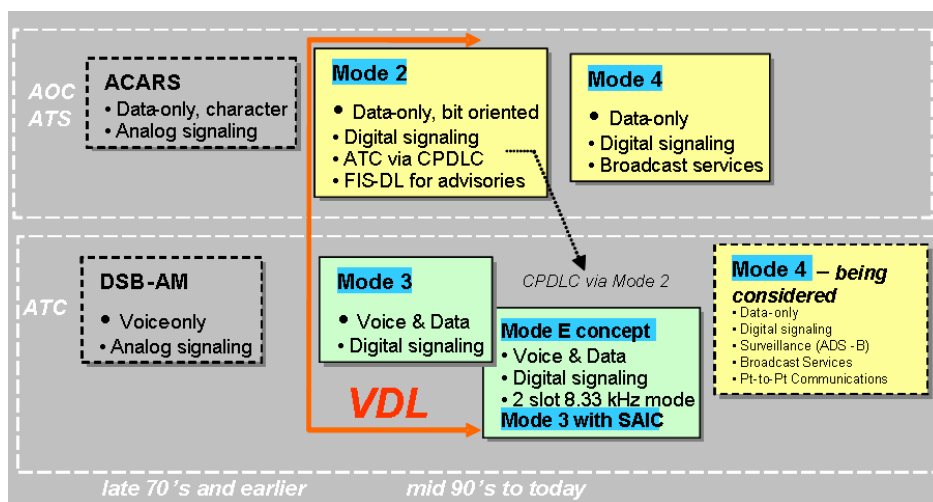 AOC
ATS
ACARS
• Data-only, character
• Analog signaling
Mode 2
• Data-only, bit oriented
• Digital signaling
• ATC via CPDLC
• FIS-DL for advisories
Mode 4
• Data-only
• Digital signaling
• Broadcast services
ATC
DSB-AM
• Voiceonly
• Analog signaling
Mode 3
• Voice & Data
• Digital signaling
CPDLC via Mode 2
Mode E concept
• Voice & Data
• Digital signaling
• 2 slot 8.33 kHz mode
Mode 3 with SAIC
Mode 4 – being
considered
• Data-only
• Digital signaling
• Surveillance (ADS -B)
• Broadcast Services
• Pt-to-Pt Communications
VDL
late 70's and earlier
mid 90's to today